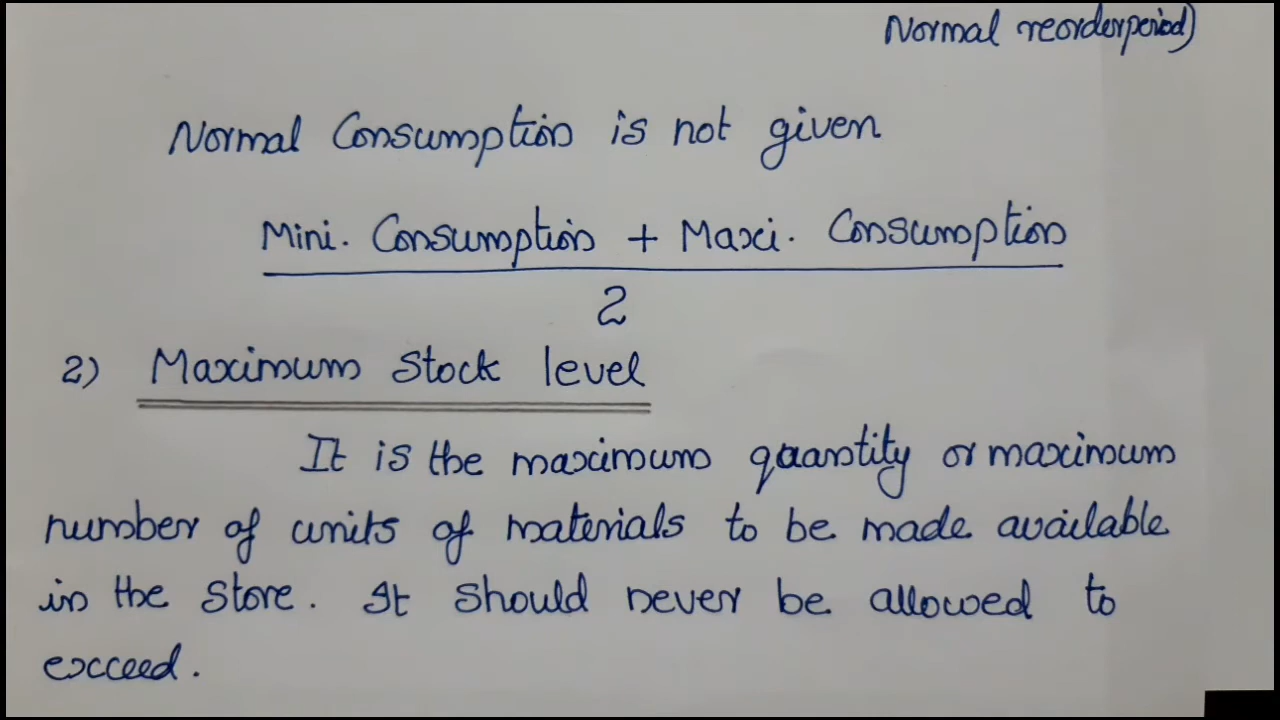 Normal reorderperiod)
Normal Consumption is not given
Mini. Consumption + Maxi. Consumption
2
2) Maximum Stock level
It is the maximum quantity or maximum
number of units of materials to be made available
in the store. It should never be allowed to
exceed.